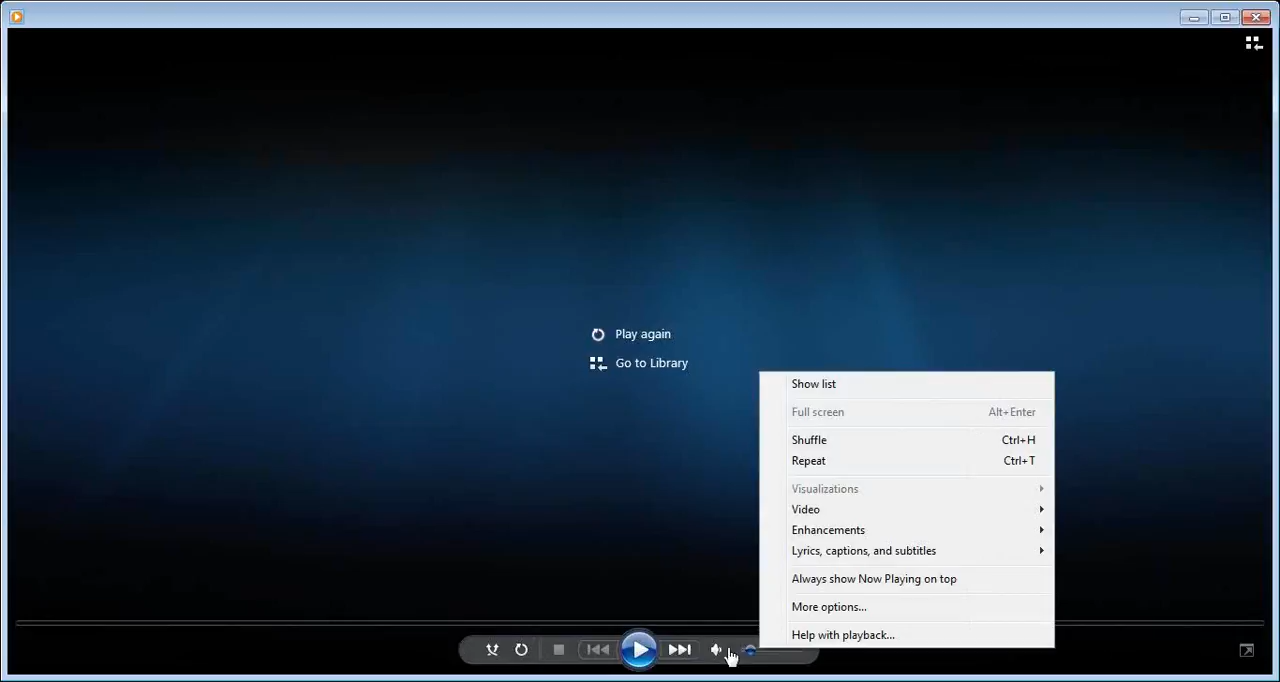 Play again
Go to Library
Show list
Full screen Alt+Enter
Shuffle Ctrl+H
Repeat Ctrl+T
Visualizations
Video
Enhancements
Lyrics, captions, and subtitles
Always show Now Playing on top
More options...
Help with playback...